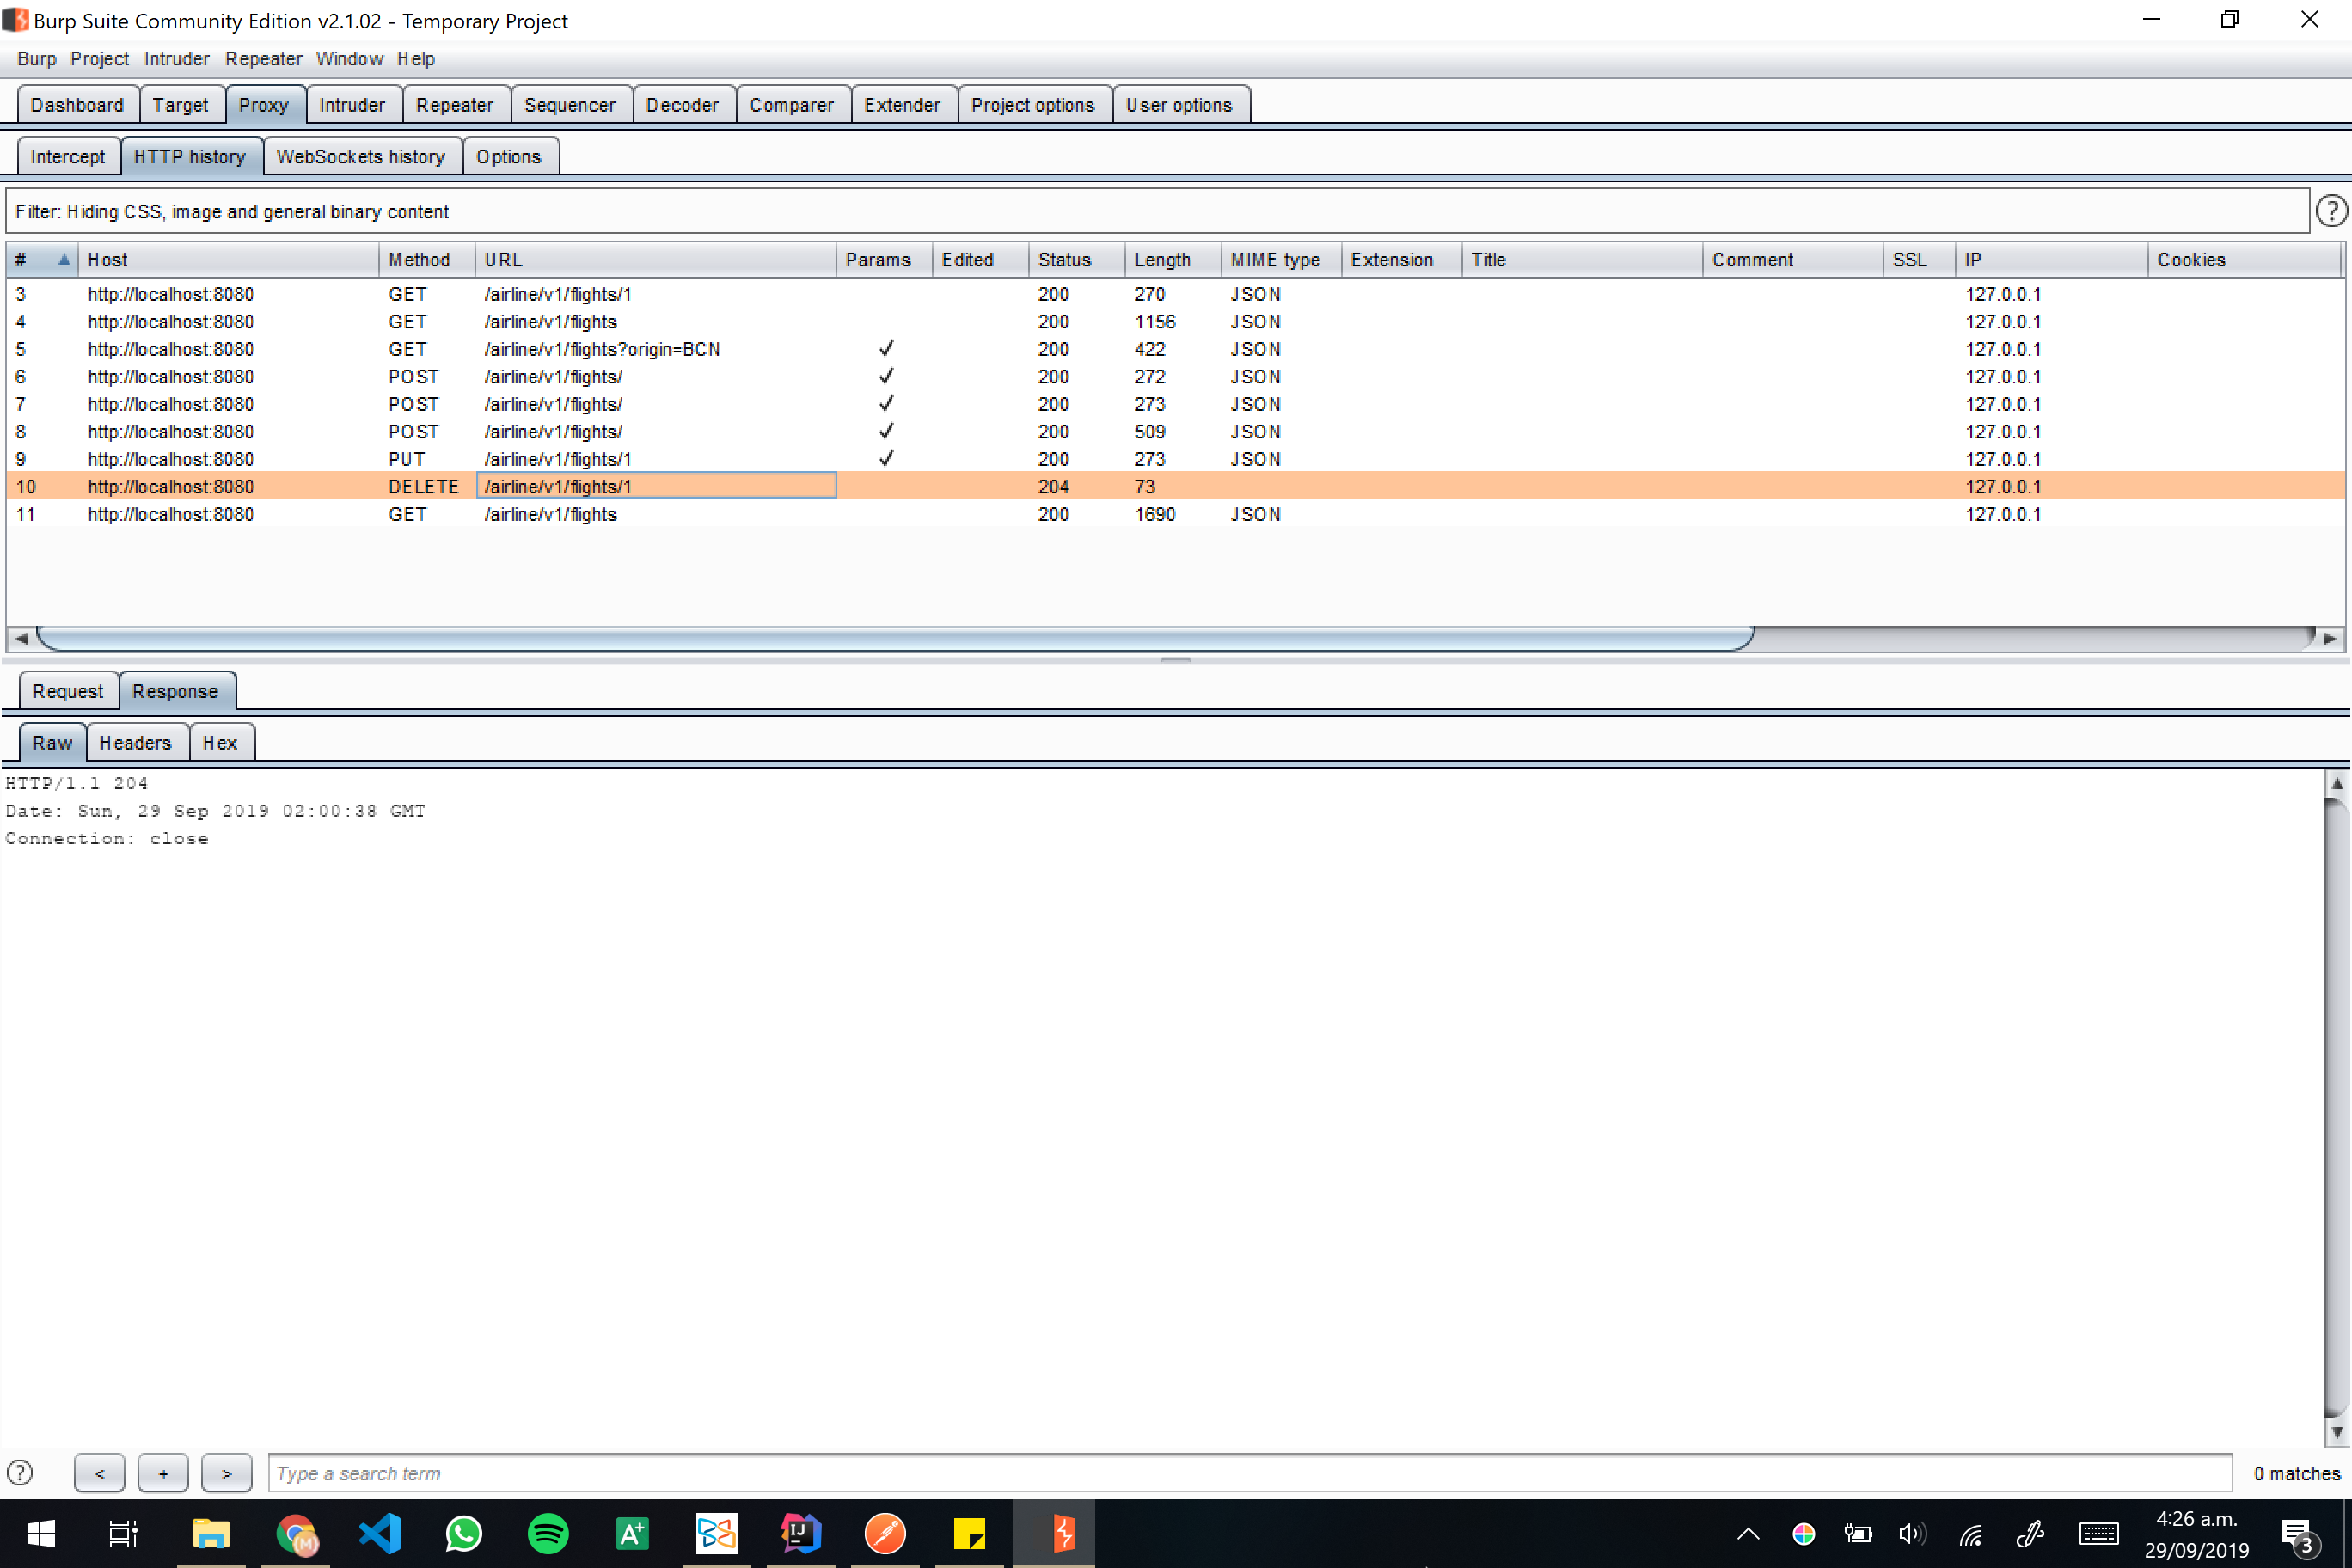 Burp Suite Community Edition v2.1.02 - Temporary Project
Burp Project Intruder Repeater Window Help
Dashboard Target Proxy Intruder Repeater Sequencer Decoder Comparer Extender Project options User options
Intercept HTTP history WebSockets history Options
Filter: Hiding CSS, image and general binary content ?
# Host Method URL Params Edited Status Length MIME type Extension Title Comment SSL IP Cookies
3 http://localhost:8080 GET /airline/v1/flights/1 200 270 JSON 127.0.0.1
4 http://localhost:8080 GET /airline/v1/flights 200 1156 JSON 127.0.0.1
5 http://localhost:8080 GET /airline/v1/flights?origin=BCN ✓ 200 422 JSON 127.0.0.1
6 http://localhost:8080 POST /airline/v1/flights/ ✓ 200 272 JSON 127.0.0.1
7 http://localhost:8080 POST /airline/v1/flights/ ✓ 200 273 JSON 127.0.0.1
8 http://localhost:8080 POST /airline/v1/flights/ ✓ 200 509 JSON 127.0.0.1
9 http://localhost:8080 PUT /airline/v1/flights/1 ✓ 200 273 JSON 127.0.0.1
10 http://localhost:8080 DELETE /airline/v1/flights/1 204 73 127.0.0.1
11 http://localhost:8080 GET /airline/v1/flights 200 1690 JSON 127.0.0.1
Request Response
Raw Headers Hex
HTTP/1.1 204
Date: Sun, 29 Sep 2019 02:00:38 GMT
Connection: close
? < + > Type a search term 0 matches
M A+ IJ 4:26 a.m.
29/09/2019 3